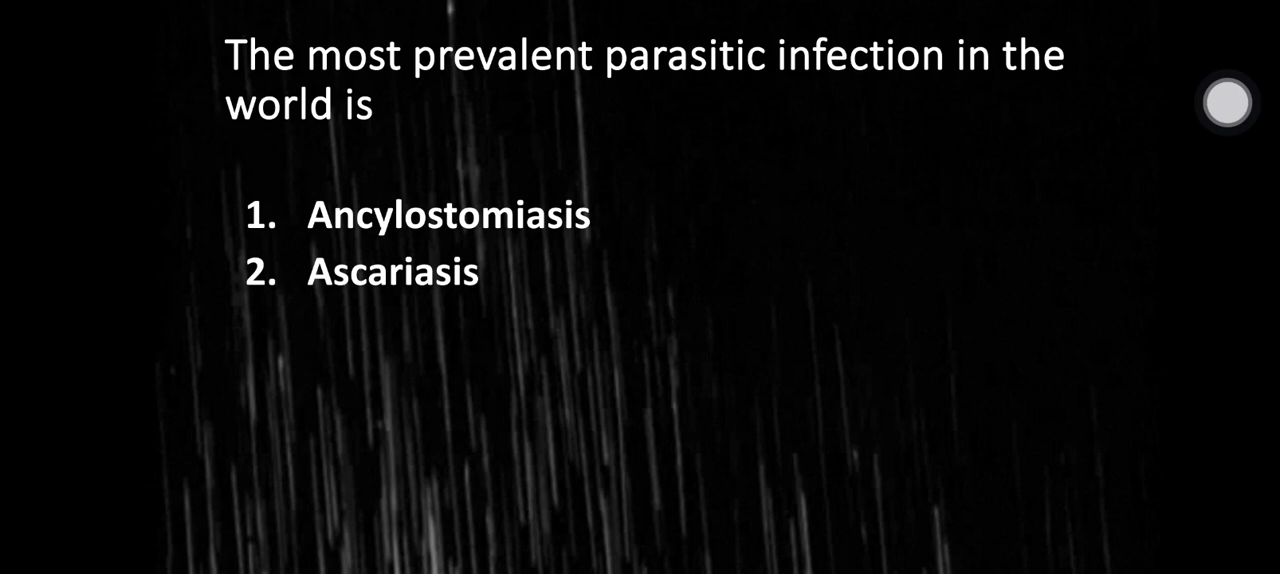 The most prevalent parasitic infection in the
world is
1. Ancylostomiasis
2. Ascariasis